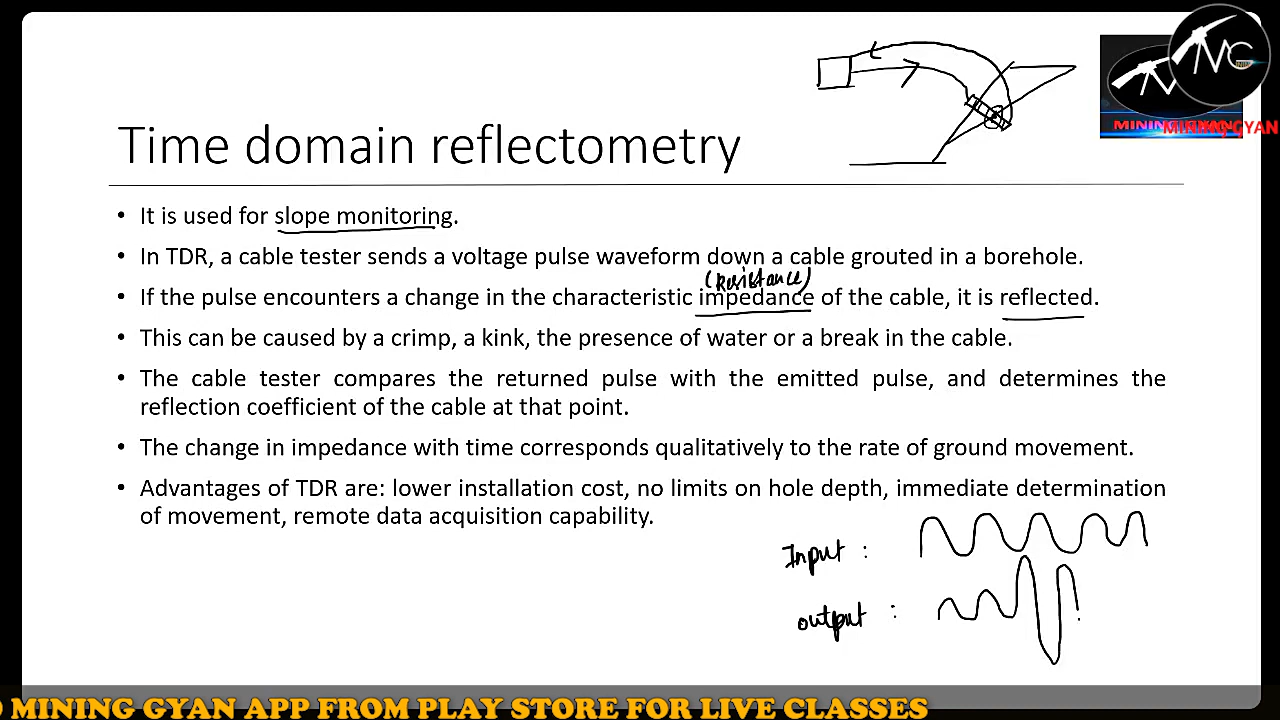 MG
MINING GYAN
Time domain reflectometry
• It is used for slope monitoring.
• In TDR, a cable tester sends a voltage pulse waveform down a cable grouted in a borehole.
(Resistance)
• If the pulse encounters a change in the characteristic impedance of the cable, it is reflected.
• This can be caused by a crimp, a kink, the presence of water or a break in the cable.
• The cable tester compares the returned pulse with the emitted pulse, and determines the
reflection coefficient of the cable at that point.
• The change in impedance with time corresponds qualitatively to the rate of ground movement.
• Advantages of TDR are: lower installation cost, no limits on hole depth, immediate determination
of movement, remote data acquisition capability.
Input :
output :
MINING GYAN APP FROM PLAY STORE FOR LIVE CLASSES